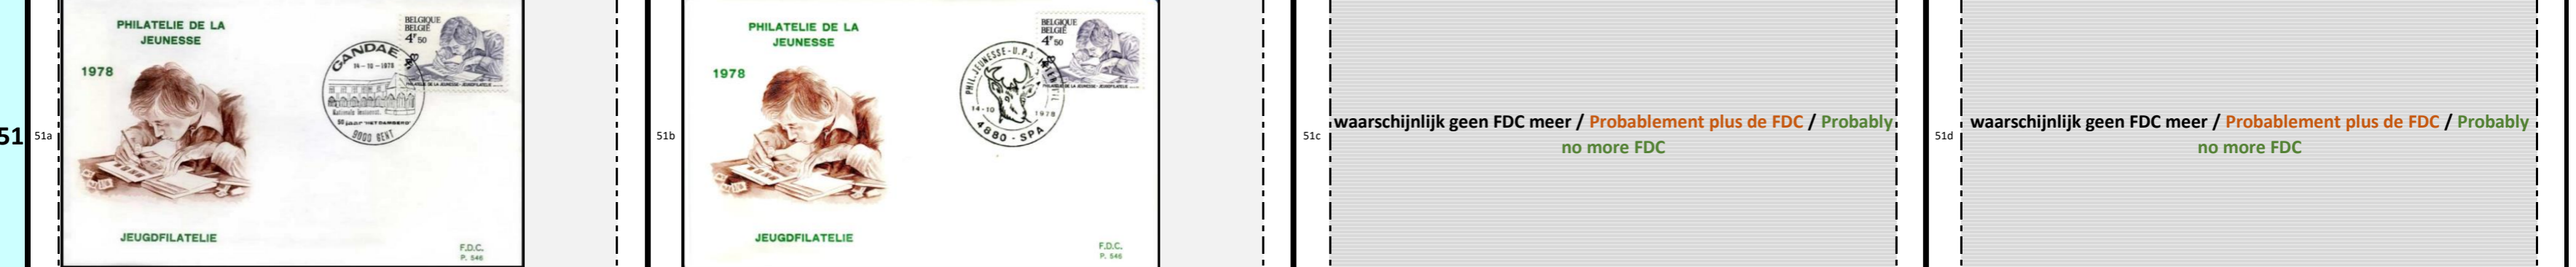 51
51a
PHILATELIE DE LA
JEUNESSE
1978
GANDAE
14-10-1978
9000 GENT
BELGIQUE
BELGIË
4F50
JEUGDFILATELIE
F.D.C.
P. 546
51b
PHILATELIE DE LA
JEUNESSE
1978
PHIL. JEUNESSE - U.P.S.
14-10
1978
4880 - SPA
BELGIQUE
BELGIË
4F50
JEUGDFILATELIE
F.D.C.
P. 546
51c
waarschijnlijk geen FDC meer / Probablement plus de FDC / Probably
no more FDC
51d
waarschijnlijk geen FDC meer / Probablement plus de FDC / Probably
no more FDC